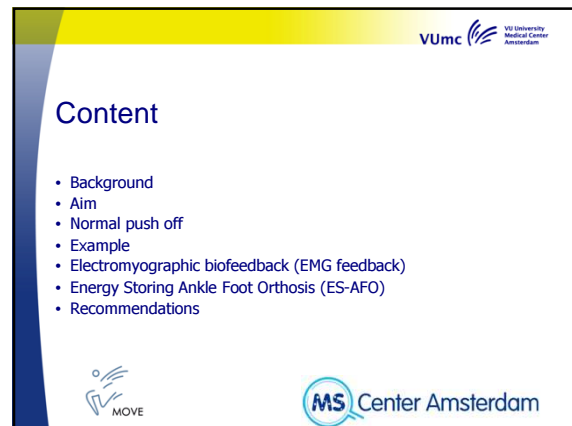 VUmc
VU University
Medical Center
Amsterdam
Content
• Background
• Aim
• Normal push off
• Example
• Electromyographic biofeedback (EMG feedback)
• Energy Storing Ankle Foot Orthosis (ES-AFO)
• Recommendations
MOVE
MS Center Amsterdam